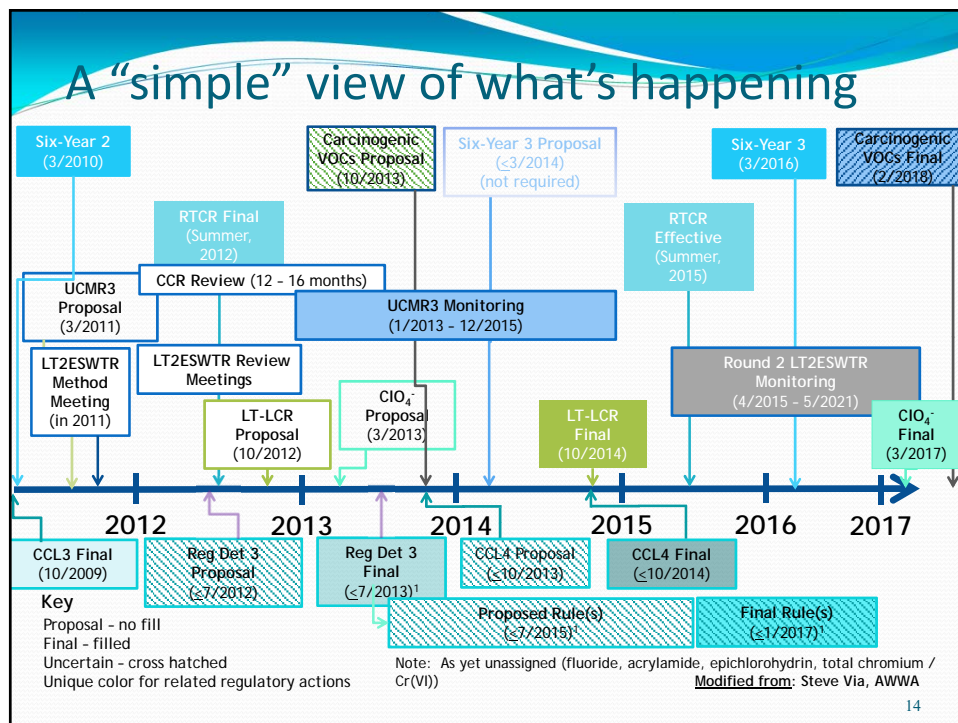 A “simple” view of what’s happening
Six-Year 2
(3/2010)
Carcinogenic
VOCs Proposal
(10/2013)
Six-Year 3 Proposal
(<3/2014)
(not required)
Six-Year 3
(3/2016)
Carcinogenic
VOCs Final
(2/2018)
RTCR Final
(Summer,
2012)
RTCR
Effective
(Summer,
2015)
UCMR3
Proposal
(3/2011)
CCR Review (12 – 16 months)
UCMR3 Monitoring
(1/2013 – 12/2015)
LT2ESWTR
Method
Meeting
(in 2011)
LT2ESWTR Review
Meetings
Round 2 LT2ESWTR
Monitoring
(4/2015 – 5/2021)
LT-LCR
Proposal
(10/2012)
ClO4-
Proposal
(3/2013)
LT-LCR
Final
(10/2014)
ClO4-
Final
(3/2017)
2012
2013
2014
2015
2016
2017
CCL3 Final
(10/2009)
Reg Det 3
Proposal
(<7/2012)
Reg Det 3
Final
(<7/2013)1
CCL4 Proposal
(<10/2013)
CCL4 Final
(<10/2014)
Proposed Rule(s)
(<7/2015)1
Final Rule(s)
(<1/2017)1
Key
Proposal – no fill
Final – filled
Uncertain – cross hatched
Unique color for related regulatory actions
Note: As yet unassigned (fluoride, acrylamide, epichlorohydrin, total chromium /
Cr(VI))
Modified from: Steve Via, AWWA
14